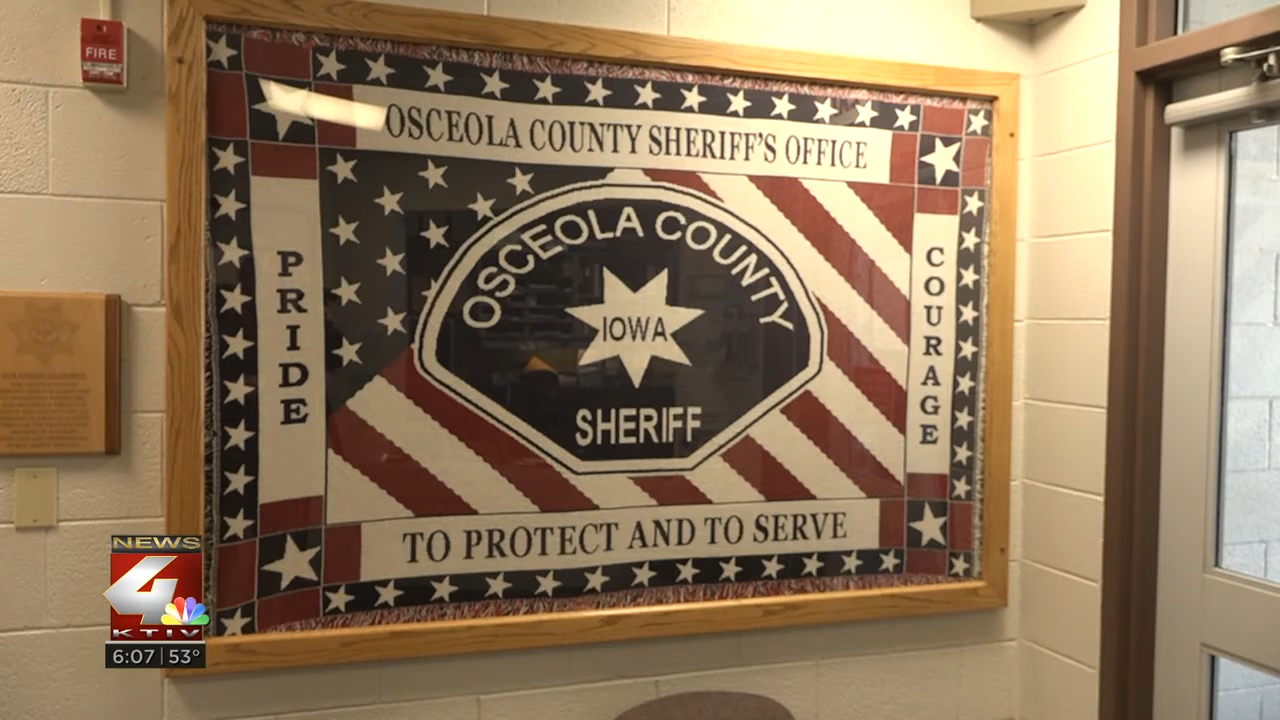 FIRE
OSCEOLA COUNTY SHERIFF'S OFFICE
PRIDE
OSCEOLA COUNTY
IOWA
SHERIFF
COURAGE
TO PROTECT AND TO SERVE
NEWS
4
KTIV
6:07 | 53°